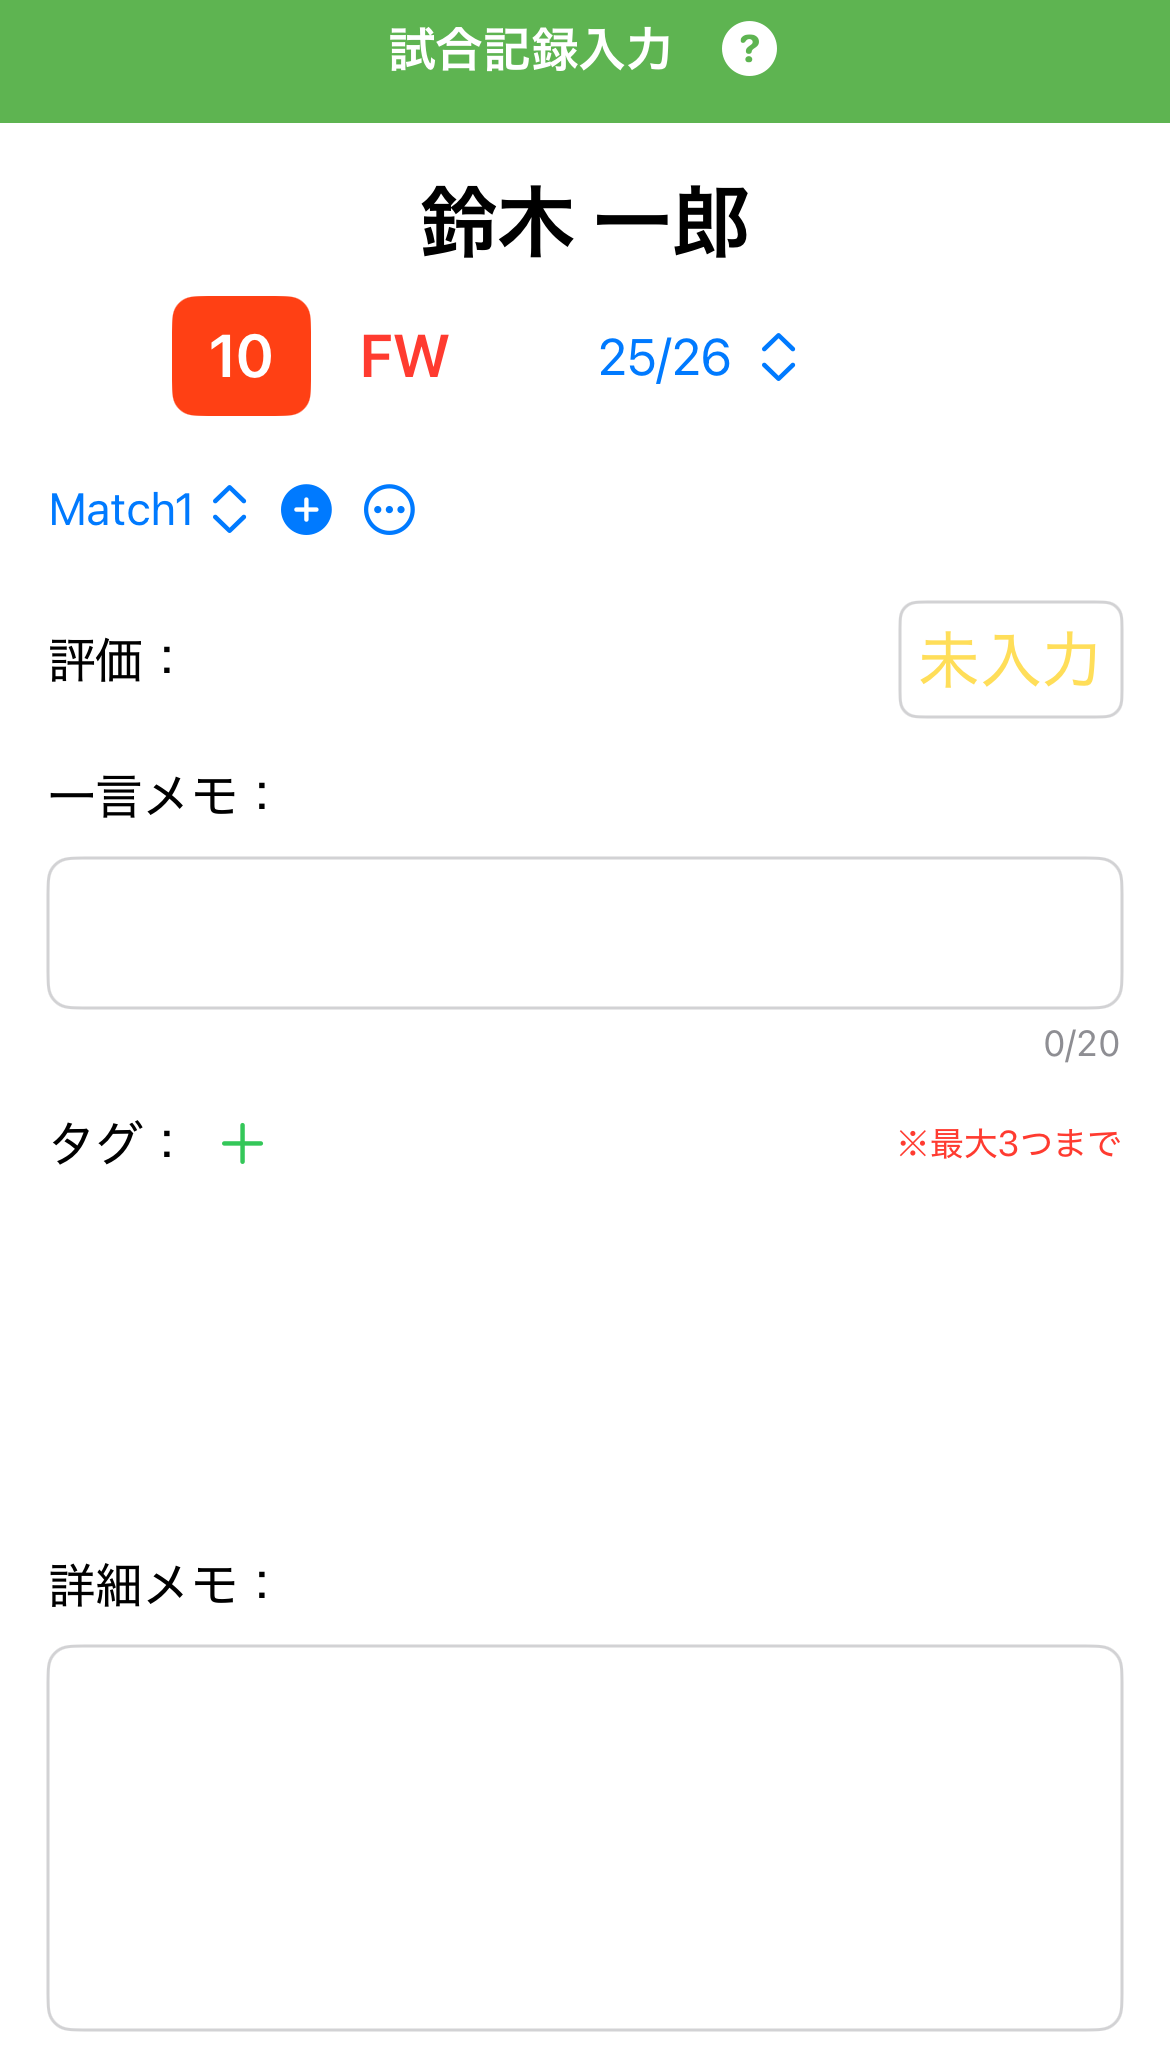 試合記録入力 ?
鈴木 一郎
10 FW 25/26
Match1
評価： 未入力
一言メモ：
0/20
タグ： ※最大3つまで
詳細メモ：